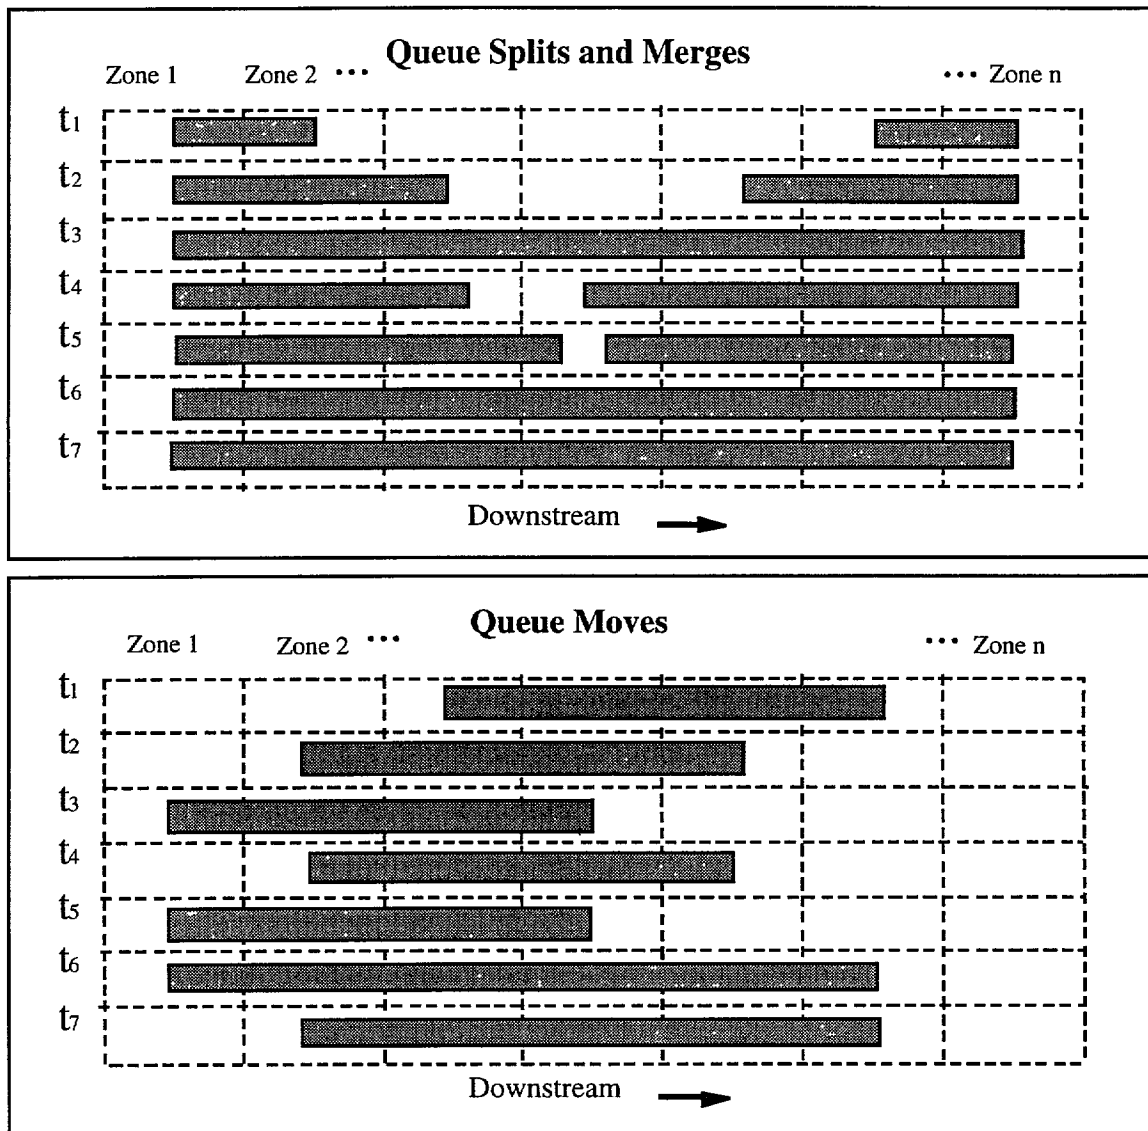 Queue Splits and Merges
Zone 1 Zone 2 ••• ••• Zone n
t1
t2
t3
t4
t5
t6
t7
Downstream
Queue Moves
Zone 1 Zone 2 ••• ••• Zone n
t1
t2
t3
t4
t5
t6
t7
Downstream